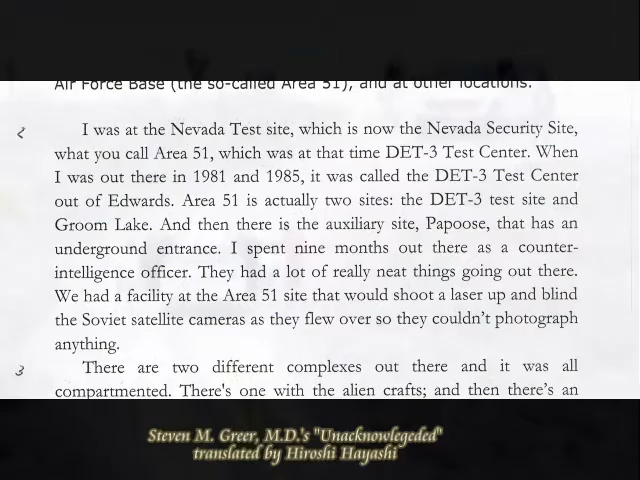 Air Force Base (the so-called Area 51), and at other locations.
2
I was at the Nevada Test site, which is now the Nevada Security Site,
what you call Area 51, which was at that time DET-3 Test Center. When
I was out there in 1981 and 1985, it was called the DET-3 Test Center
out of Edwards. Area 51 is actually two sites: the DET-3 test site and
Groom Lake. And then there is the auxiliary site, Papoose, that has an
underground entrance. I spent nine months out there as a counter-
intelligence officer. They had a lot of really neat things going out there.
We had a facility at the Area 51 site that would shoot a laser up and blind
the Soviet satellite cameras as they flew over so they couldn't photograph
anything.
3
There are two different complexes out there and it was all
compartmented. There's one with the alien crafts; and then there's an
Steven M. Greer, M.D.'s "Unacknowlegeded"
translated by Hiroshi Hayashi